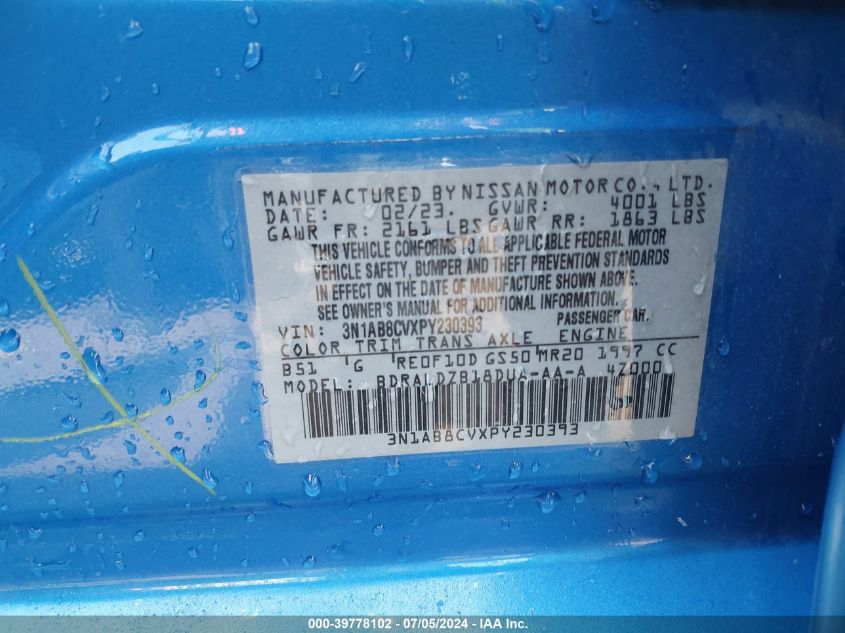 MANUFACTURED BY NISSAN MOTOR CO., LTD.
DATE: 02/23. GVWR: 4001 LBS
GAWR FR: 2161 LBS GAWR RR: 1863 LBS
THIS VEHICLE CONFORMS TO ALL APPLICABLE FEDERAL MOTOR
VEHICLE SAFETY, BUMPER AND THEFT PREVENTION STANDARDS
IN EFFECT ON THE DATE OF MANUFACTURE SHOWN ABOVE.
SEE OWNER'S MANUAL FOR ADDITIONAL INFORMATION.
VIN: 3N1AB8CVXPY230393 PASSENGER CAR.
COLOR TRIM TRANS AXLE ENGINE
B51 'G RE0F10D GS50 MR20 1997 CC
MODEL: BDRALDZB18DUA-AA-A 4Z000
3N1AB8CVXPY230393
000-39778102 - 07/05/2024 - IAA Inc.